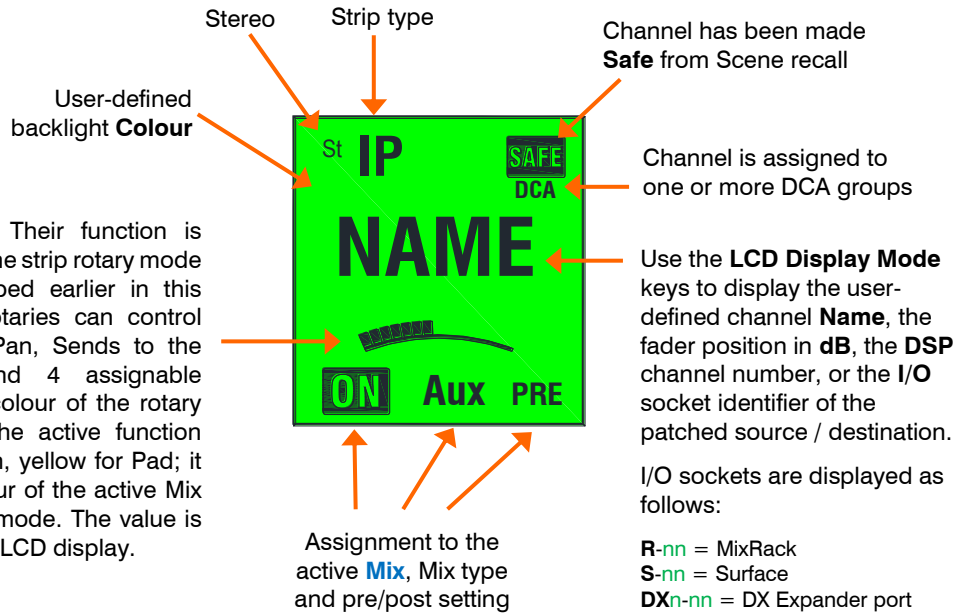 Stereo
Strip type
Channel has been made
Safe from Scene recall
User-defined
backlight Colour
St IP
SAFE
DCA
Channel is assigned to
one or more DCA groups
NAME
Their function is
strip rotary mode
earlier in this
can control
Pan, Sends to the
4 assignable
colour of the rotary
active function
yellow for Pad; it
of the active Mix
mode. The value is
LCD display.
Use the LCD Display Mode
keys to display the user-
defined channel Name, the
fader position in dB, the DSP
channel number, or the I/O
socket identifier of the
patched source / destination.
ON Aux PRE
I/O sockets are displayed as
follows:
R-nn = MixRack
S-nn = Surface
DXn-nn = DX Expander port
Assignment to the
active Mix, Mix type
and pre/post setting